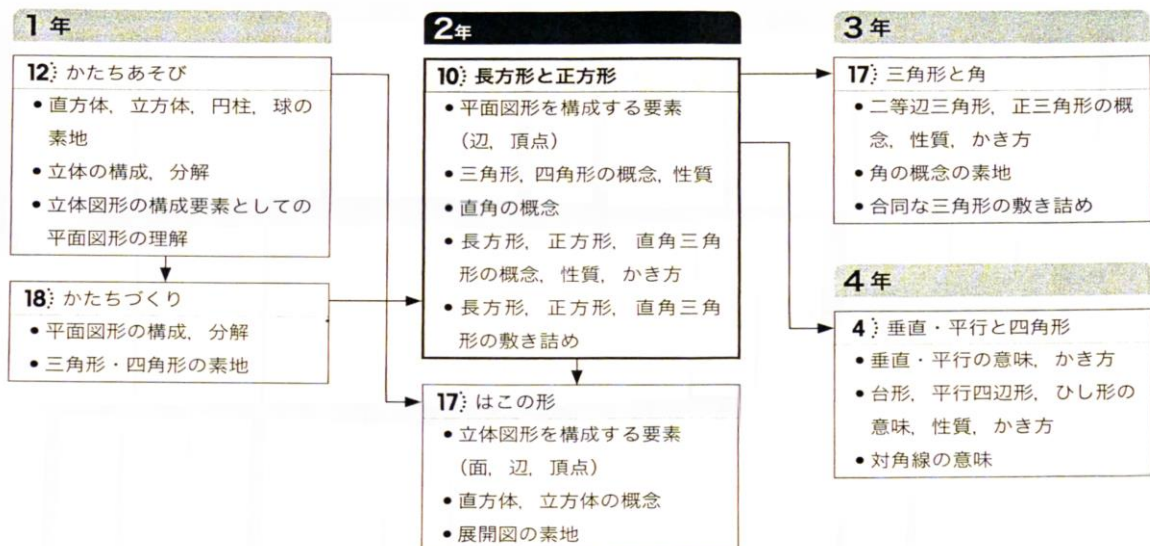 1年
12 かたちあそび
• 直方体，立方体，円柱，球の
素地
• 立体の構成，分解
• 立体図形の構成要素としての
平面図形の理解
18 かたちづくり
• 平面図形の構成，分解
• 三角形・四角形の素地
2年
10 長方形と正方形
• 平面図形を構成する要素
（辺，頂点）
• 三角形，四角形の概念，性質
• 直角の概念
• 長方形，正方形，直角三角
形の概念，性質，かき方
• 長方形，正方形，直角三角
形の敷き詰め
17 はこの形
• 立体図形を構成する要素
（面，辺，頂点）
• 直方体，立方体の概念
• 展開図の素地
3年
17 三角形と角
• 二等辺三角形，正三角形の概
念，性質，かき方
• 角の概念の素地
• 合同な三角形の敷き詰め
4年
4 垂直・平行と四角形
• 垂直・平行の意味，かき方
• 台形，平行四辺形，ひし形の
意味，性質，かき方
• 対角線の意味